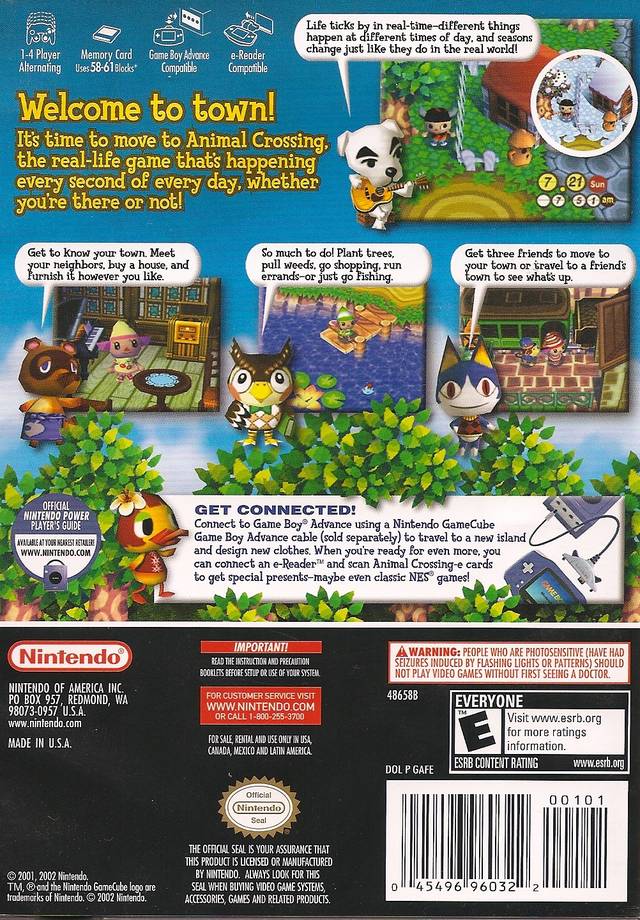 1-4 Player
Alternating
Memory Card
Uses 58-61 Blocks*
Game Boy Advance
Compatible
e-Reader
Compatible
Life ticks by in real-time–different things
happen at different times of day, and seasons
change just like they do in the real world!
Welcome to town!
It's time to move to Animal Crossing,
the real-life game that's happening
every second of every day, whether
you're there or not!
7.21 Sun
7:51 am
Get to know your town. Meet
your neighbors, buy a house, and
furnish it however you like.
So much to do! Plant trees,
pull weeds, go shopping, run
errands–or just go fishing.
Get three friends to move to
your town or travel to a friend's
town to see what's up.
OFFICIAL
NINTENDO POWER
PLAYER'S GUIDE
AVAILABLE AT YOUR NEAREST RETAILER!
WWW.NINTENDO.COM
GET CONNECTED!
Connect to Game Boy® Advance using a Nintendo GameCube
Game Boy Advance cable (sold separately) to travel to a new island
and design new clothes. When you're ready for even more, you
can connect an e-Reader™ and scan Animal Crossing-e cards
to get special presents–maybe even classic NES® games!
Nintendo®
NINTENDO OF AMERICA INC.
PO BOX 957, REDMOND, WA
98073-0957 U.S.A.
www.nintendo.com
MADE IN U.S.A.
IMPORTANT!
READ THE INSTRUCTION AND PRECAUTION
BOOKLETS BEFORE SETUP OR USE OF YOUR SYSTEM.
FOR CUSTOMER SERVICE VISIT
WWW.NINTENDO.COM
OR CALL 1-800-255-3700
FOR SALE, RENTAL AND USE ONLY IN USA,
CANADA, MEXICO AND LATIN AMERICA.
Official
Nintendo
Seal
THE OFFICIAL SEAL IS YOUR ASSURANCE THAT
THIS PRODUCT IS LICENSED OR MANUFACTURED
BY NINTENDO. ALWAYS LOOK FOR THIS
SEAL WHEN BUYING VIDEO GAME SYSTEMS,
ACCESSORIES, GAMES AND RELATED PRODUCTS.
WARNING: PEOPLE WHO ARE PHOTOSENSITIVE (HAVE HAD
SEIZURES INDUCED BY FLASHING LIGHTS OR PATTERNS) SHOULD
NOT PLAY VIDEO GAMES WITHOUT FIRST SEEING A DOCTOR.
48658B
EVERYONE
E
TM
Visit www.esrb.org
for more ratings
information.
ESRB CONTENT RATING www.esrb.org
DOL P GAFE
00101
0 45496 96032 2
© 2001, 2002 Nintendo.
TM, ® and the Nintendo GameCube logo are
trademarks of Nintendo. © 2002 Nintendo.